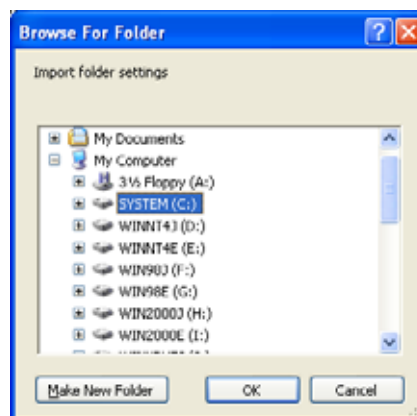 Browse For Folder
Import folder settings
My Documents
My Computer
3½ Floppy (A:)
SYSTEM (C:)
WINNT4J (D:)
WINNT4E (E:)
WIN98J (F:)
WIN98E (G:)
WIN2000J (H:)
WIN2000E (I:)
Make New Folder OK Cancel